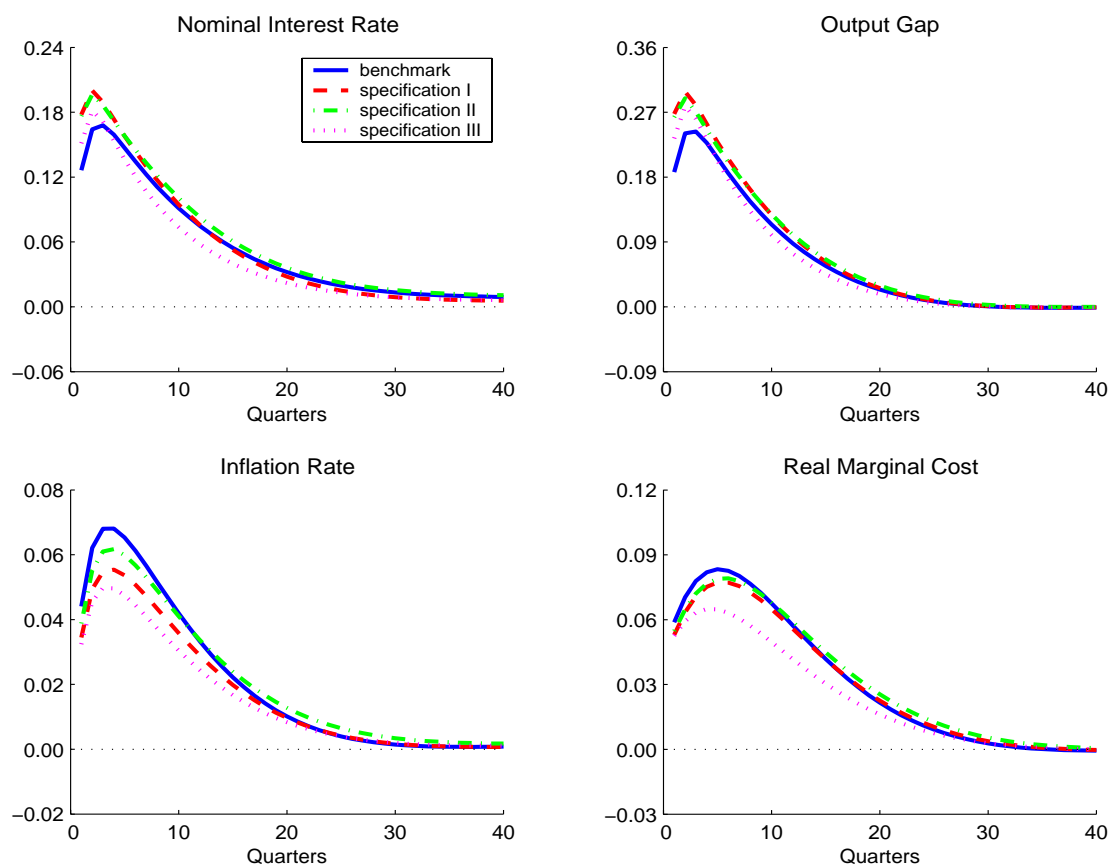 Nominal Interest Rate
0.24
0.18
0.12
0.06
0.00
−0.06
0 10 20 30 40
Quarters
benchmark
specification I
specification II
specification III
Output Gap
0.36
0.27
0.18
0.09
0.00
−0.09
0 10 20 30 40
Quarters
Inflation Rate
0.08
0.06
0.04
0.02
0.00
−0.02
0 10 20 30 40
Quarters
Real Marginal Cost
0.12
0.09
0.06
0.03
0.00
−0.03
0 10 20 30 40
Quarters